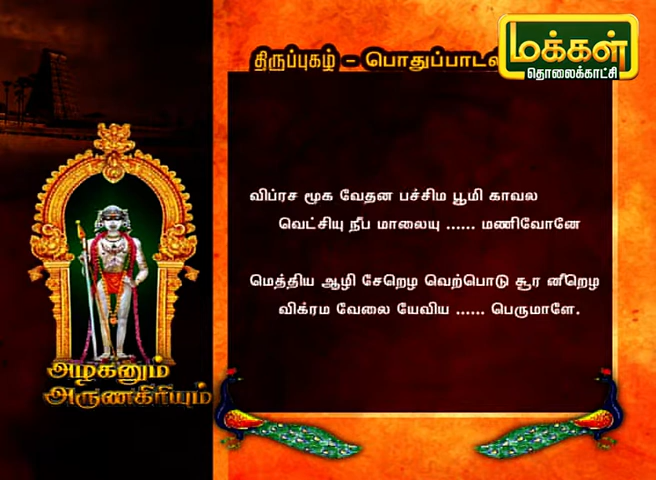 மக்கள்
தொலைக்காட்சி
திருப்புகழ் - பொதுப்பாடல்
விப்ரச மூக வேதன பச்சிம பூமி காவல
வெட்சியு நீப மாலையு ...... மணிவோனே
மெத்திய ஆழி சேறெழ வெற்பொடு சூர னீறெழ
விக்ரம வேலை யேவிய ...... பெருமாளே.
அழகனும்
அருணகிரியும்